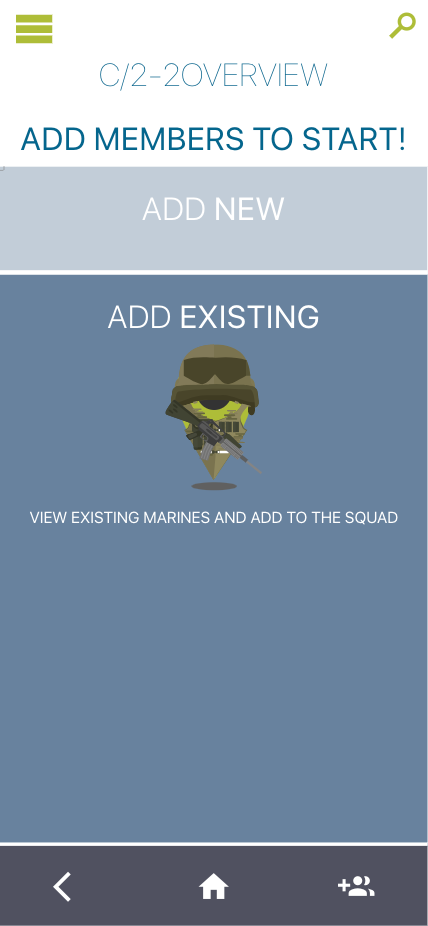 C/2-2OVERVIEW
ADD MEMBERS TO START!
ADD NEW
ADD EXISTING
VIEW EXISTING MARINES AND ADD TO THE SQUAD